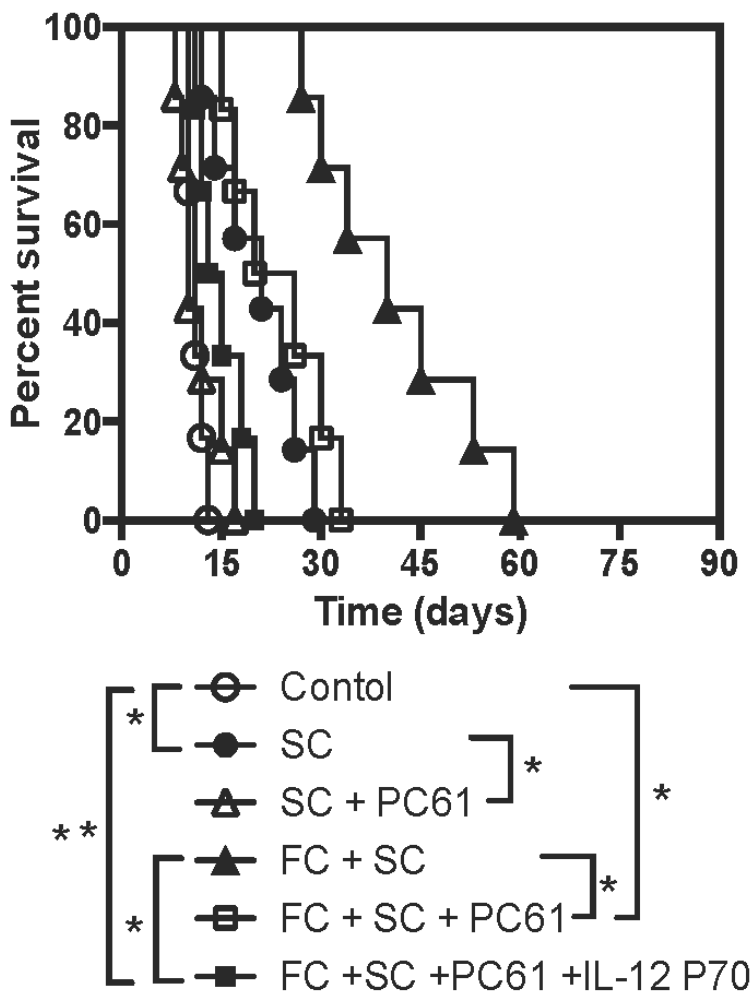 100
80
60
40
20
0
Percent survival
0 15 30 45 60 75 90
Time (days)
Contol
*
SC
*
SC + PC61
*
**
FC + SC
*
FC + SC + PC61
*
FC +SC +PC61 +IL-12 P70